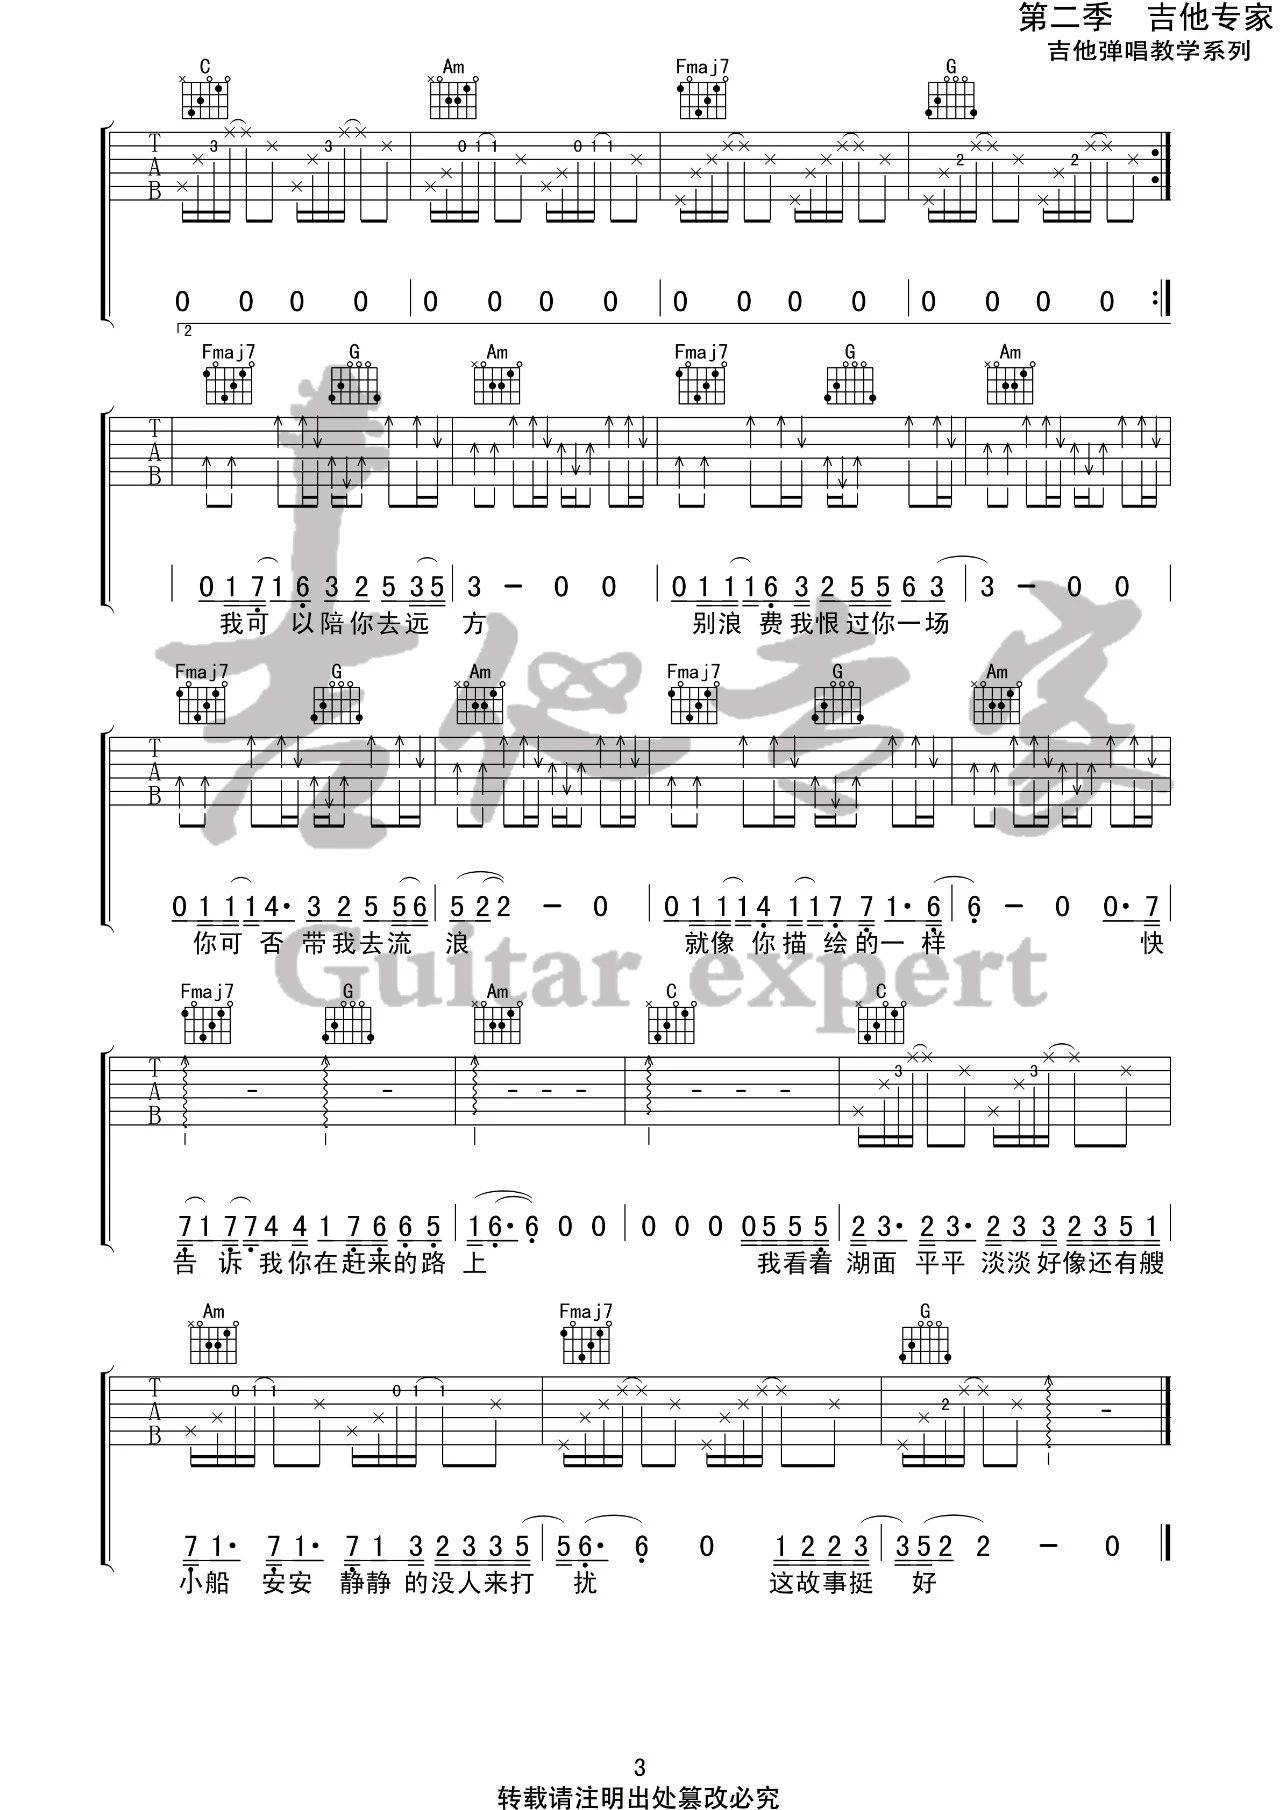 第二季 吉他专家
吉他弹唱教学系列
C Am Fmaj7 G
T 3 3 0 1 1 0 1 1 2 2
A
B
0 0 0 0 0 0 0 0 0 0 0 0 0 0 0 0
2
Fmaj7 G Am Fmaj7 G Am
T
A
B
0 1 7 1 6 3 2 5 3 5 3 - 0 0 0 1 1 1 6 3 2 5 5 6 3 3 - 0 0
我可 以陪你去远 方 别浪 费我恨过你一场
Fmaj7 G Am Fmaj7 G Am
T
A
B
0 1 1 1 4· 3 2 5 5 6 5 2 2 - 0 0 1 1 1 4 1 1 7 7 1· 6 6 - 0 0· 7
你可 否 带我去流 浪 就像 你描 绘的一 样 快
吉他专家
Guitar expert
Fmaj7 G Am C C
T 3 3
A - - - - - - - -
B
7 1 7 7 4 4 1 7 6 6 5 1 6· 6 0 0 0 0 0 0 5 5 5 2 3· 2 3· 2 3 3 2 3 5 1
告 诉 我你在赶来的路 上 我看着 湖面 平平 淡淡好像还有艘
Am Fmaj7 G
T 0 1 1 0 1 1 2
A -
B
7 1· 7 1· 7 1 3 2 3 3 5 5 6· 6 0 1 2 2 3 3 5 2 2 - 0
小船 安安 静静 的没人来打 扰 这故事挺 好
3
转载请注明出处篡改必究